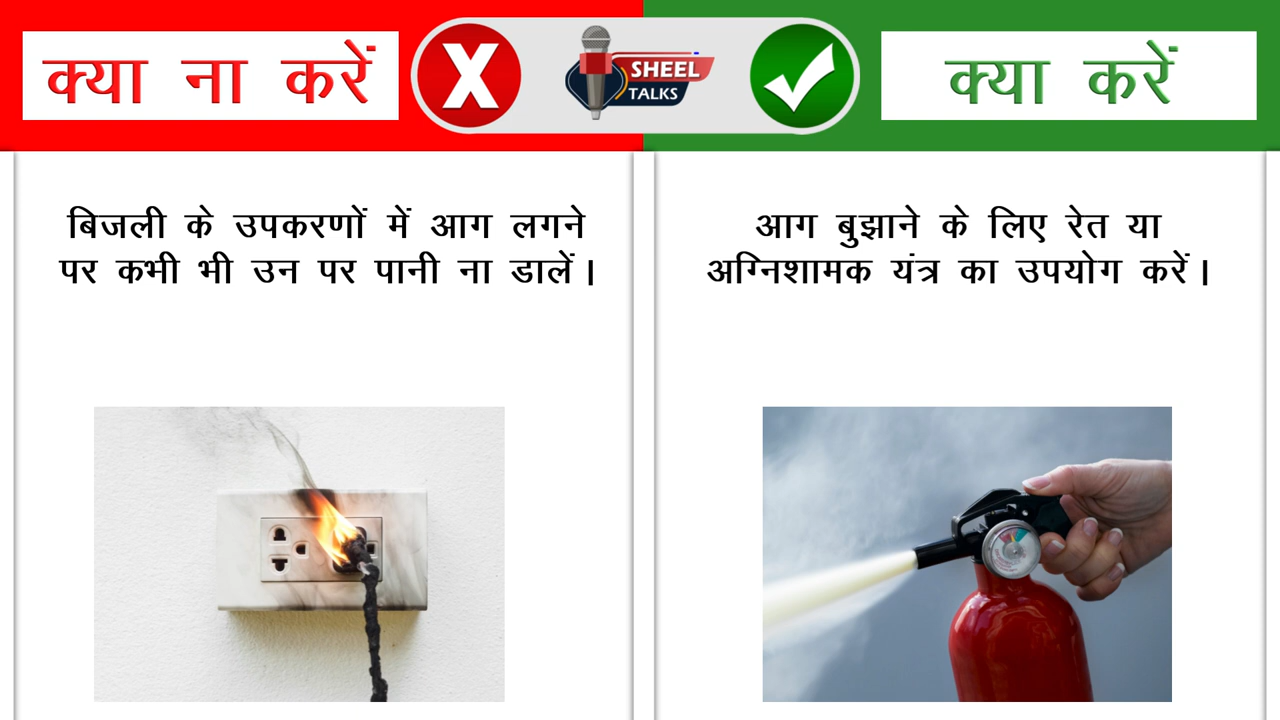 क्या ना करें
X
SHEEL
TALKS
क्या करें
बिजली के उपकरणों में आग लगने
पर कभी भी उन पर पानी ना डालें।
आग बुझाने के लिए रेत या
अग्निशामक यंत्र का उपयोग करें।